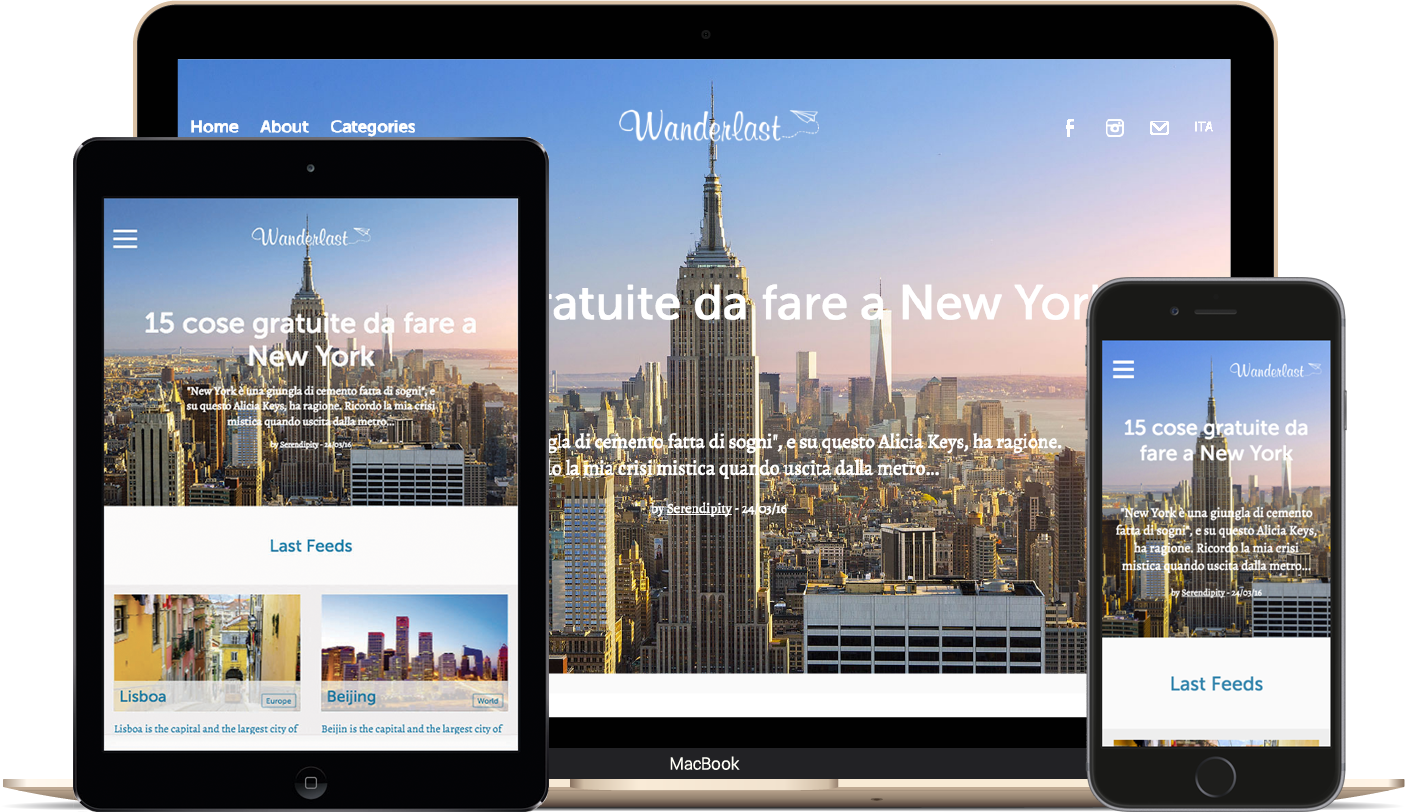 Home About Categories
Wanderlast
ITA
ratuite da fare a New Yor
gla di cemento fatta di sogni", e su questo Alicia Keys, ha ragione.
lo la mia crisi mistica quando uscita dalla metro...
by Serendipity - 24/03/16
MacBook
Wanderlast
15 cose gratuite da fare a
New York
"New York è una giungla di cemento fatta di sogni", e
su questo Alicia Keys, ha ragione. Ricordo la mia crisi
mistica quando uscita dalla metro...
by Serendipity - 24/03/16
Last Feeds
Lisboa
Europe
Lisboa is the capital and the largest city of
Beijing
World
Beijin is the capital and the largest city of
Wanderlast
15 cose gratuite da
fare a New York
"New York è una giungla di cemento
fatta di sogni", e su questo Alicia Keys,
ha ragione. Ricordo la mia crisi
mistica quando uscita dalla metro...
by Serendipity - 24/03/16
Last Feeds